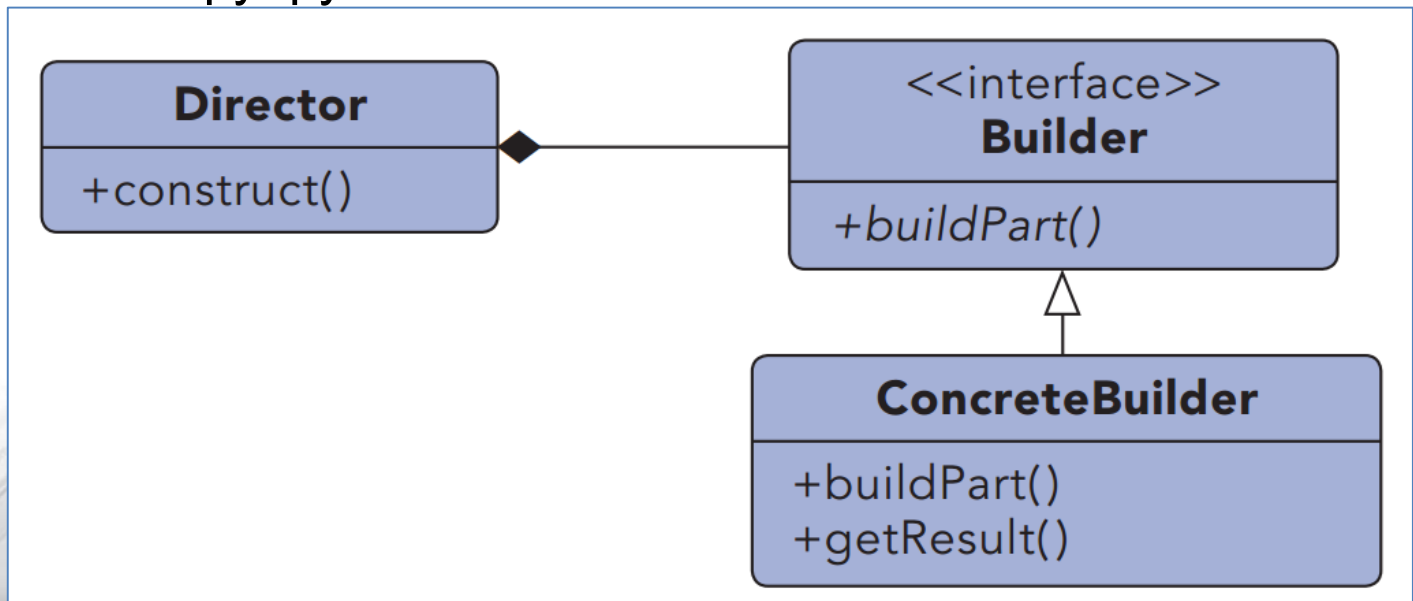 Director
+construct()
<<interface>>
Builder
+buildPart()
ConcreteBuilder
+buildPart()
+getResult()